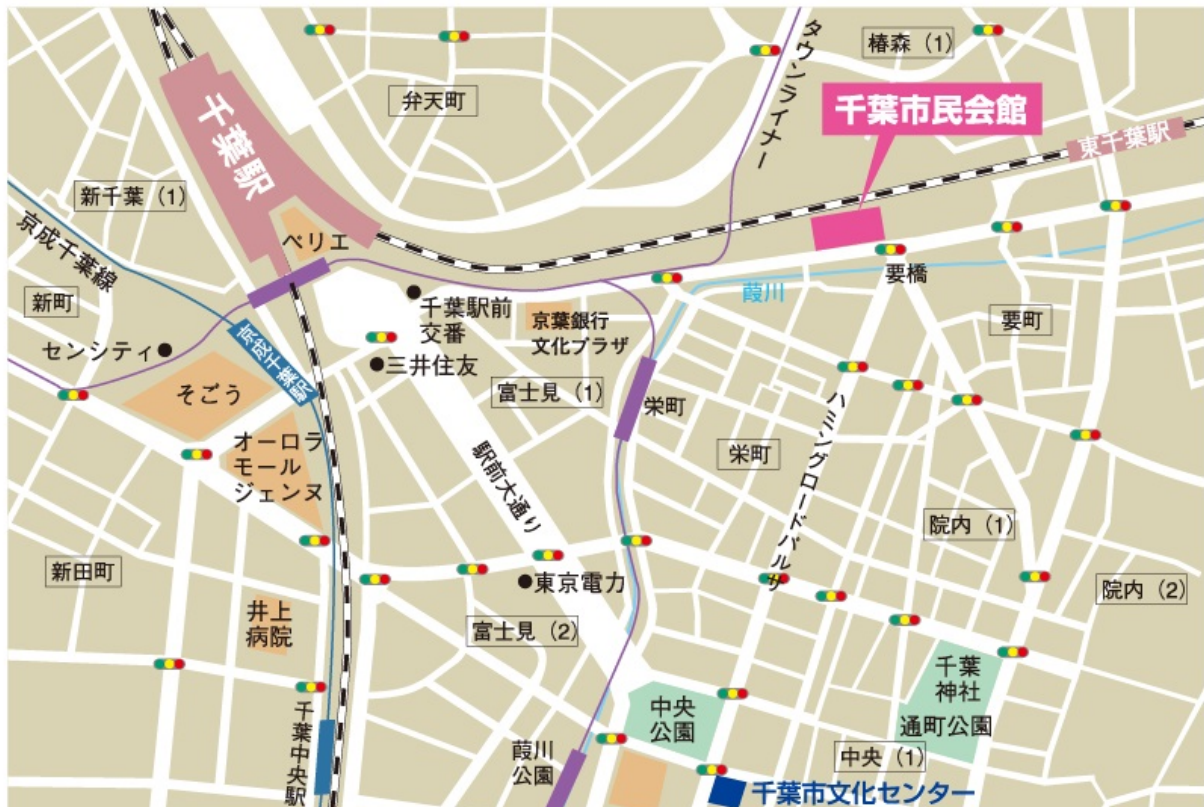 タウンライナー
椿森（1）
弁天町
千葉市民会館
千葉駅
東千葉駅
新千葉（1）
京成千葉線
ペリエ
新町
葭川
要橋
千葉駅前
交番
京葉銀行
文化プラザ
要町
センシティ
京成千葉駅
三井住友
そごう
富士見（1）
栄町
ハミングロードパルサ
オーロラ
モール
ジェンヌ
駅前大通り
栄町
院内（1）
新田町
東京電力
院内（2）
井上
病院
富士見（2）
千葉
神社
通町公園
中央
公園
千葉中央駅
葭川
公園
中央（1）
千葉市文化センター